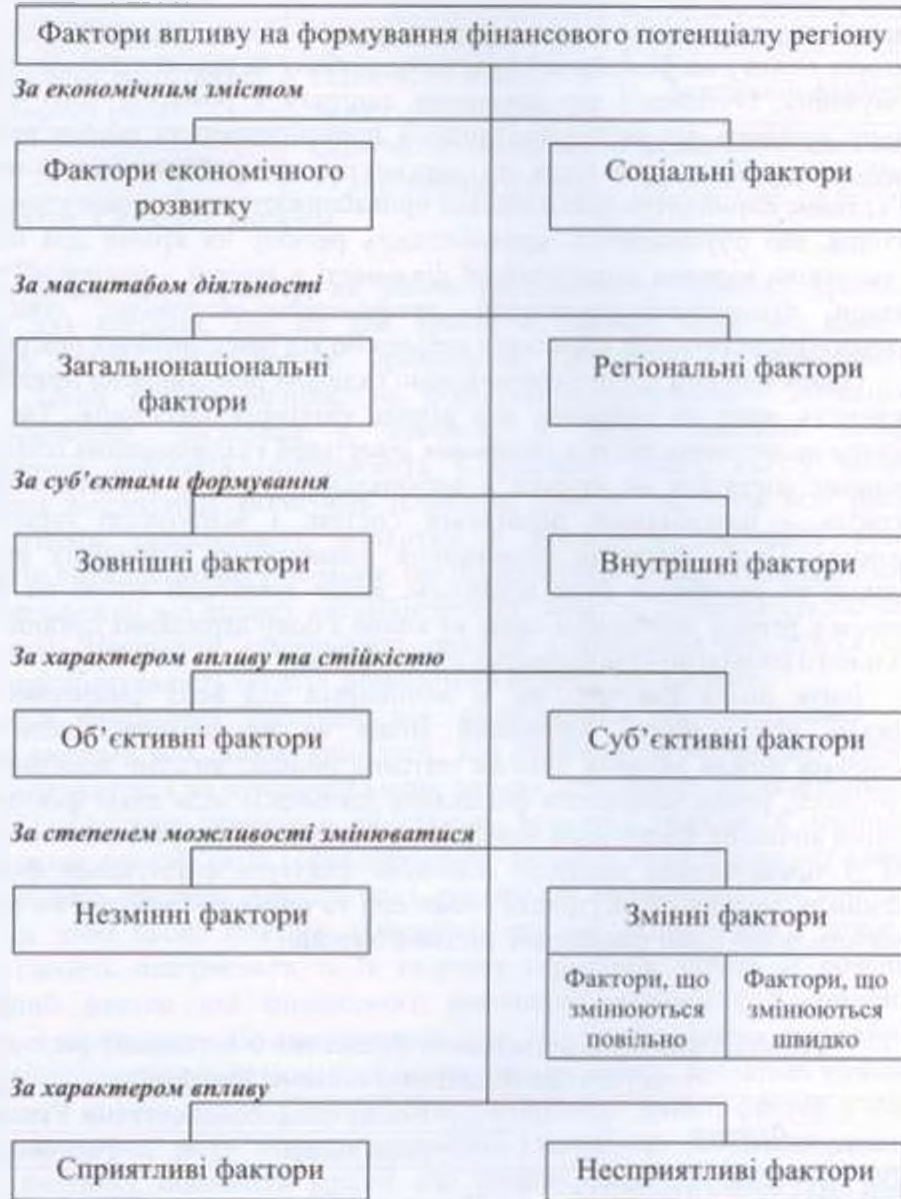 Фактори впливу на формування фінансового потенціалу регіону
За економічним змістом
Фактори економічного
розвитку
Соціальні фактори
За масштабом діяльності
Загальнонаціональні
фактори
Регіональні фактори
За суб’єктами формування
Зовнішні фактори
Внутрішні фактори
За характером впливу та стійкістю
Об’єктивні фактори
Суб’єктивні фактори
За степенем можливості змінюватися
Незмінні фактори
Змінні фактори
Фактори, що
змінюються
повільно
Фактори, що
змінюються
швидко
За характером впливу
Сприятливі фактори
Несприятливі фактори